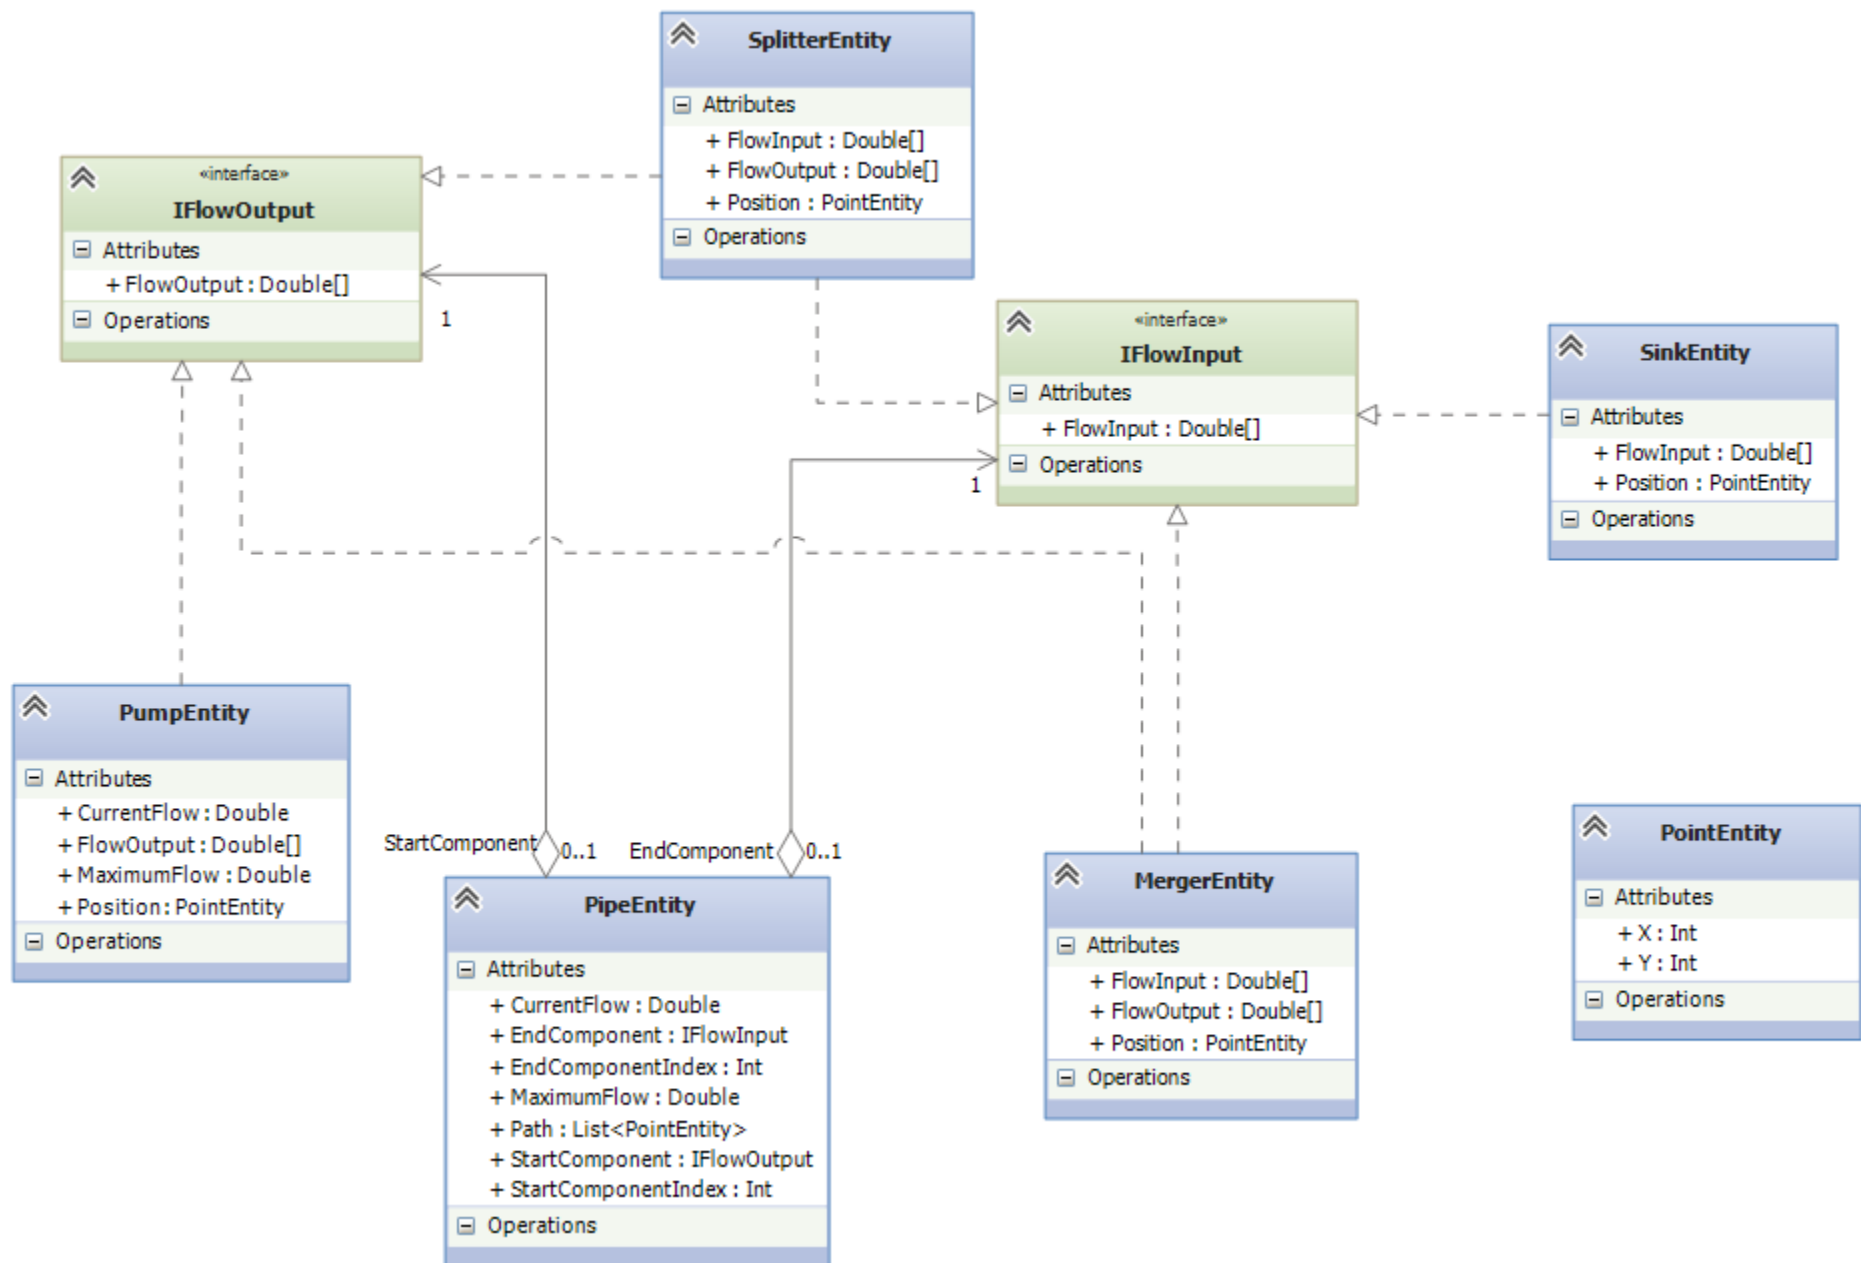 SplitterEntity
Attributes
+ FlowInput : Double[]
+ FlowOutput : Double[]
+ Position : PointEntity
Operations
«interface»
IFlowOutput
Attributes
+ FlowOutput : Double[]
Operations
1
«interface»
IFlowInput
Attributes
+ FlowInput : Double[]
Operations
1
SinkEntity
Attributes
+ FlowInput : Double[]
+ Position : PointEntity
Operations
PumpEntity
Attributes
+ CurrentFlow : Double
+ FlowOutput : Double[]
+ MaximumFlow : Double
+ Position : PointEntity
Operations
StartComponent
0..1
EndComponent
0..1
PipeEntity
Attributes
+ CurrentFlow : Double
+ EndComponent : IFlowInput
+ EndComponentIndex : Int
+ MaximumFlow : Double
+ Path : List<PointEntity>
+ StartComponent : IFlowOutput
+ StartComponentIndex : Int
Operations
MergerEntity
Attributes
+ FlowInput : Double[]
+ FlowOutput : Double[]
+ Position : PointEntity
Operations
PointEntity
Attributes
+ X : Int
+ Y : Int
Operations